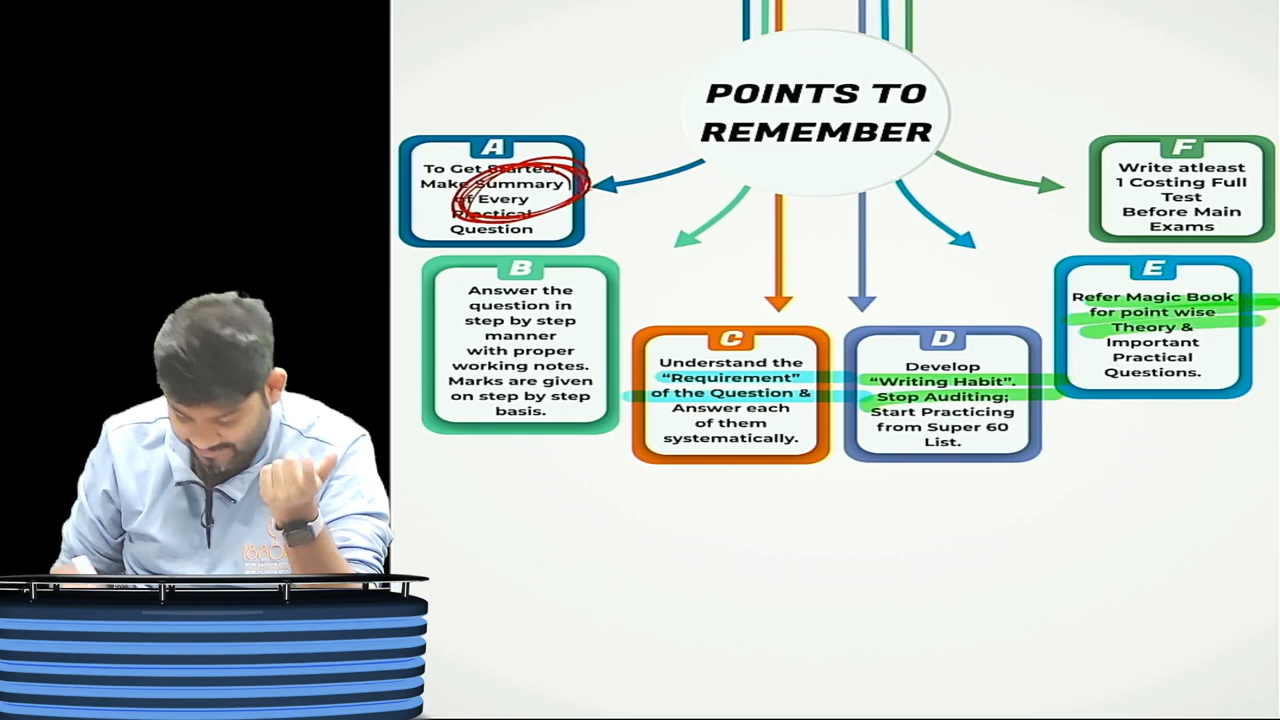 POINTS TO
REMEMBER
A
To Get Started,
Make Summary
of Every
Practical
Question
B
Answer the
question in
step by step
manner
with proper
working notes.
Marks are given
on step by step
basis.
C
Understand the
“Requirement”
of the Question &
Answer each
of them
systematically.
D
Develop
“Writing Habit”.
Stop Auditing;
Start Practicing
from Super 60
List.
E
Refer Magic Book
for point wise
Theory &
Important
Practical
Questions.
F
Write atleast
1 Costing Full
Test
Before Main
Exams